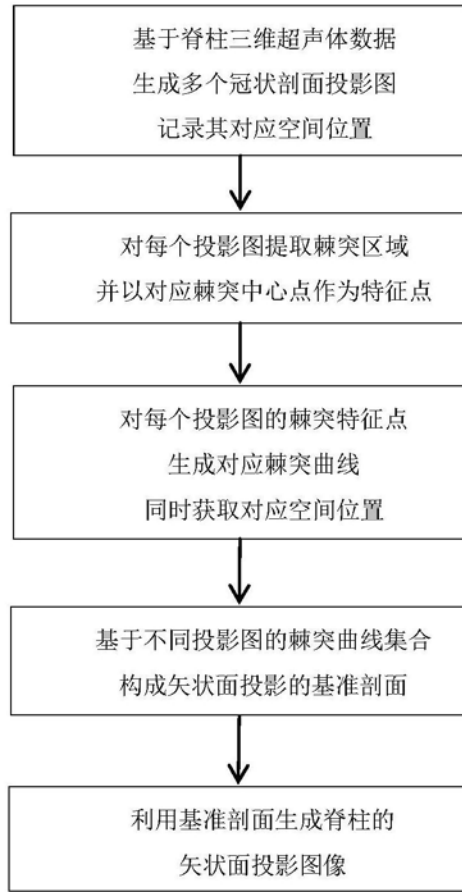 基于脊柱三维超声体数据
生成多个冠状剖面投影图
记录其对应空间位置
对每个投影图提取棘突区域
并以对应棘突中心点作为特征点
对每个投影图的棘突特征点
生成对应棘突曲线
同时获取对应空间位置
基于不同投影图的棘突曲线集合
构成矢状面投影的基准剖面
利用基准剖面生成脊柱的
矢状面投影图像